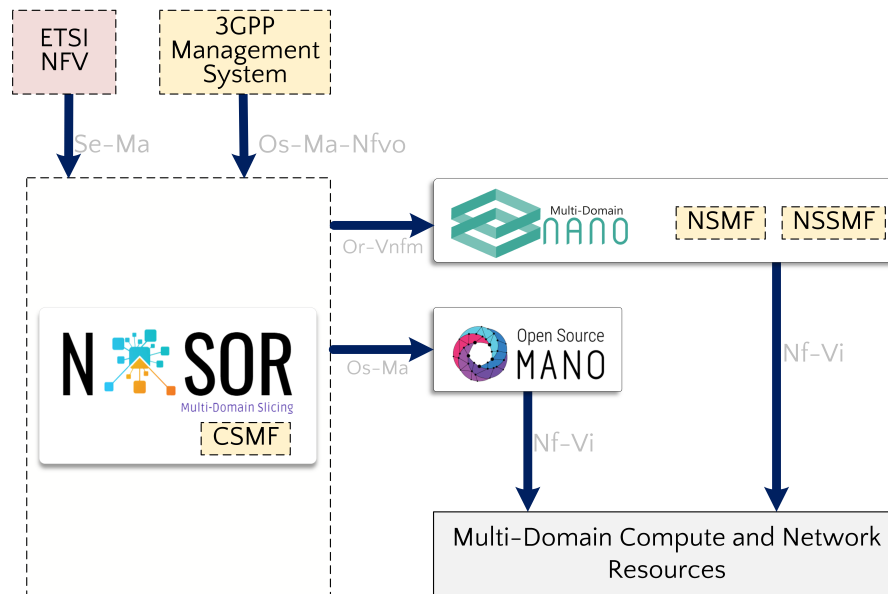 ETSI
NFV
3GPP
Management
System
Se-Ma
Os-Ma-Nfvo
Or-Vnfm
Multi-Domain
NANO
NSMF
NSSMF
N SOR
Multi-Domain Slicing
CSMF
Os-Ma
Open Source
MANO
Nf-Vi
Nf-Vi
Multi-Domain Compute and Network
Resources